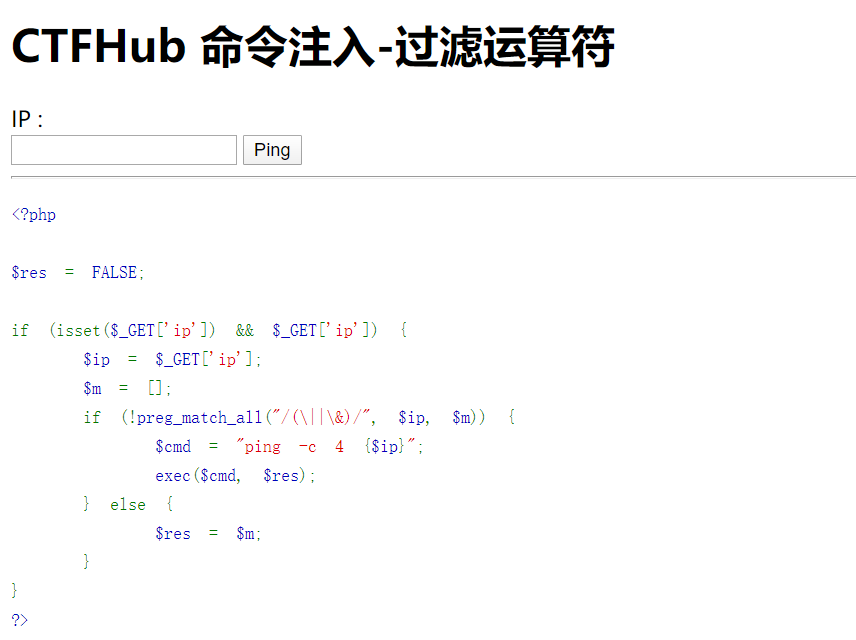 CTFHub 命令注入-过滤运算符
IP :
Ping
<?php
$res = FALSE;
if (isset($_GET['ip']) && $_GET['ip']) {
$ip = $_GET['ip'];
$m = [];
if (!preg_match_all("/(\||\&)/", $ip, $m)) {
$cmd = "ping -c 4 {$ip}";
exec($cmd, $res);
} else {
$res = $m;
}
}
?>